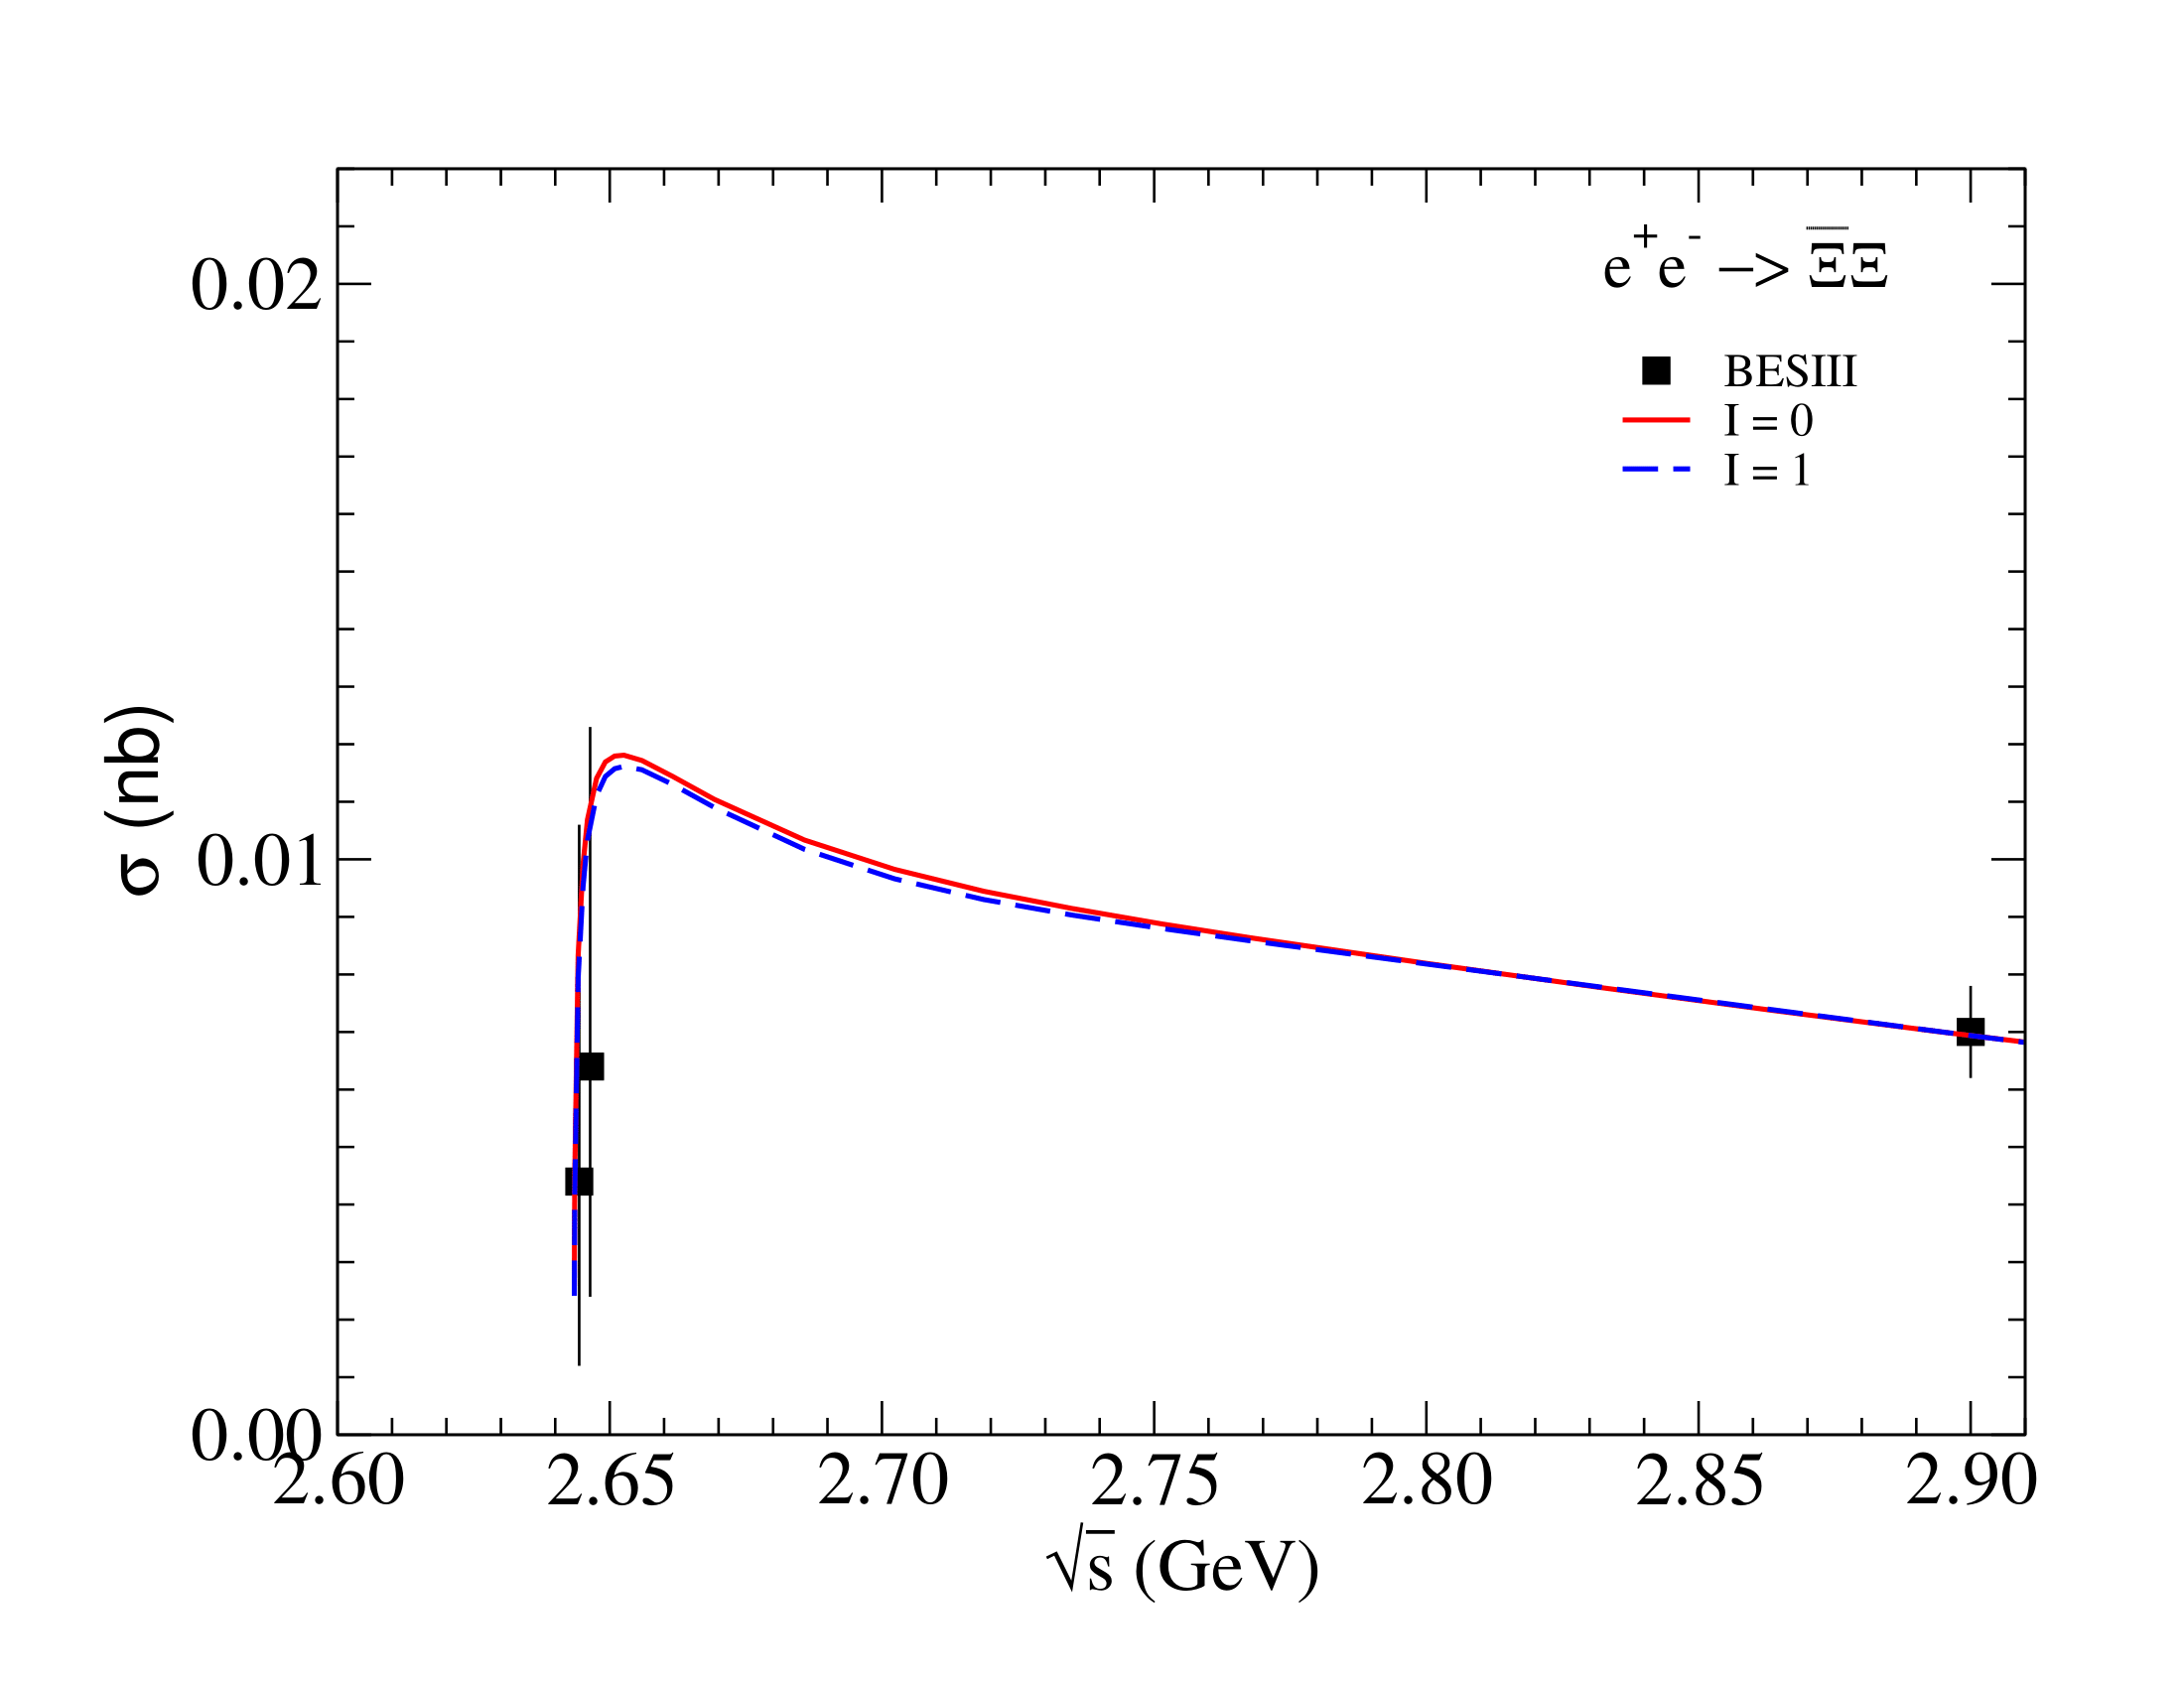 e⁺e⁻ –> Ξ̅Ξ
BESIII
I = 0
I = 1
0.02
0.01
0.00
σ (nb)
2.60 2.65 2.70 2.75 2.80 2.85 2.90
√s̅ (GeV)